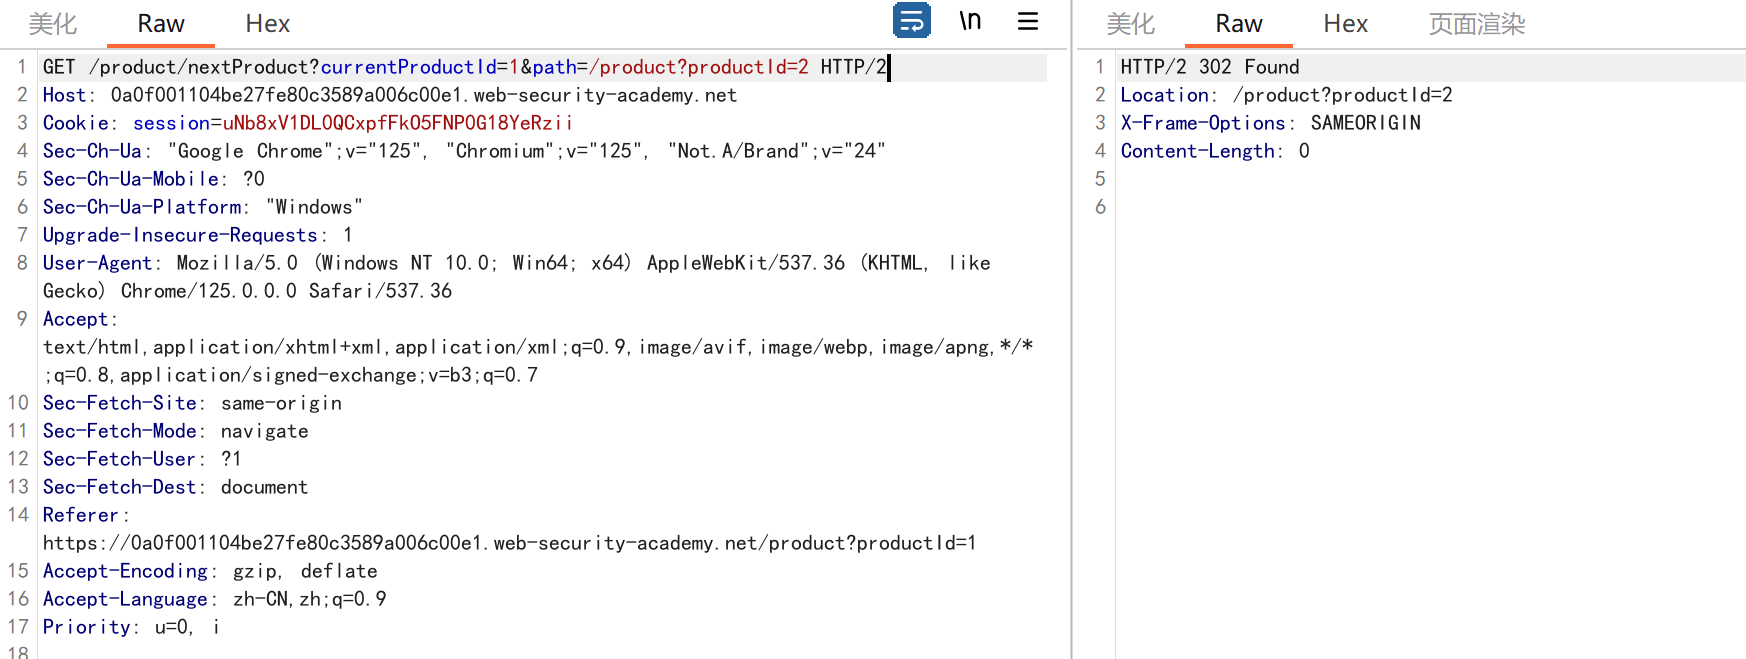 美化 Raw Hex \n
1 GET /product/nextProduct?currentProductId=1&path=/product?productId=2 HTTP/2
2 Host: 0a0f001104be27fe80c3589a006c00e1.web-security-academy.net
3 Cookie: session=uNb8xV1DL0QCxpfFkO5FNP0G18YeRzii
4 Sec-Ch-Ua: "Google Chrome";v="125", "Chromium";v="125", "Not.A/Brand";v="24"
5 Sec-Ch-Ua-Mobile: ?0
6 Sec-Ch-Ua-Platform: "Windows"
7 Upgrade-Insecure-Requests: 1
8 User-Agent: Mozilla/5.0 (Windows NT 10.0; Win64; x64) AppleWebKit/537.36 (KHTML, like
Gecko) Chrome/125.0.0.0 Safari/537.36
9 Accept:
text/html,application/xhtml+xml,application/xml;q=0.9,image/avif,image/webp,image/apng,*/*
;q=0.8,application/signed-exchange;v=b3;q=0.7
10 Sec-Fetch-Site: same-origin
11 Sec-Fetch-Mode: navigate
12 Sec-Fetch-User: ?1
13 Sec-Fetch-Dest: document
14 Referer:
https://0a0f001104be27fe80c3589a006c00e1.web-security-academy.net/product?productId=1
15 Accept-Encoding: gzip, deflate
16 Accept-Language: zh-CN,zh;q=0.9
17 Priority: u=0, i
18
美化 Raw Hex 页面渲染
1 HTTP/2 302 Found
2 Location: /product?productId=2
3 X-Frame-Options: SAMEORIGIN
4 Content-Length: 0
5
6